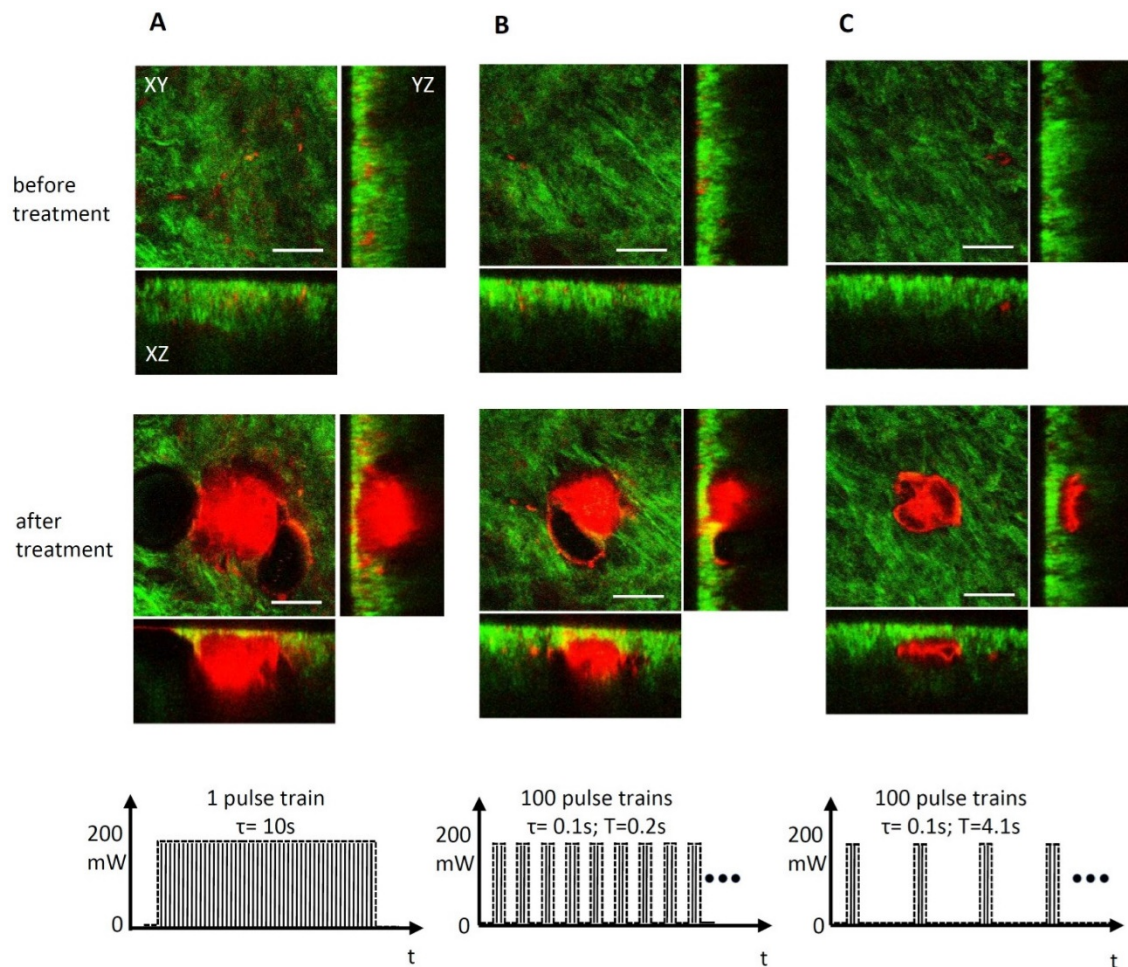 A
B
C
XY
YZ
before
treatment
XZ
after
treatment
1 pulse train
τ= 10s
200
mW
0
t
100 pulse trains
τ= 0.1s; T=0.2s
200
mW
0
t
100 pulse trains
τ= 0.1s; T=4.1s
200
mW
0
t